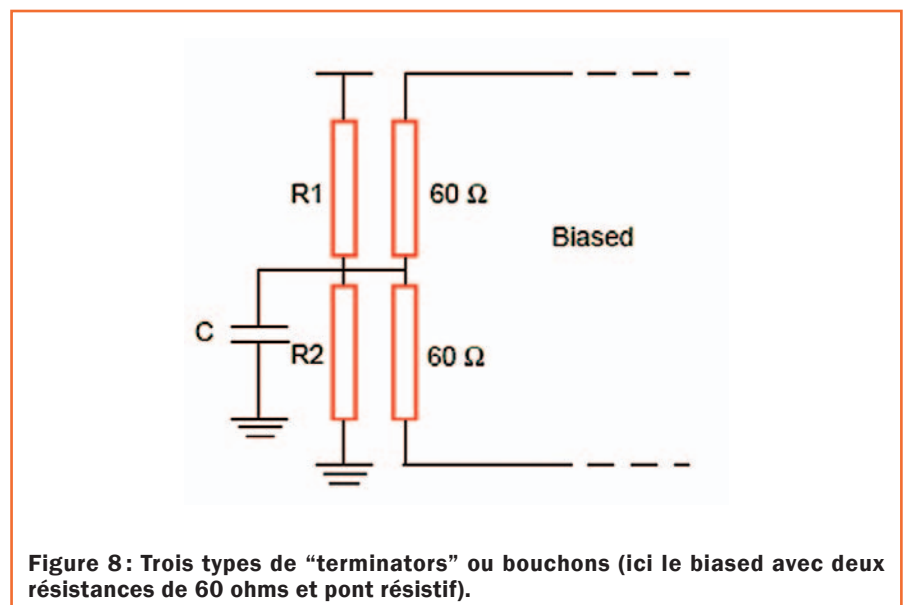 R1
60 Ω
Biased
C
R2
60 Ω
Figure 8: Trois types de “terminators” ou bouchons (ici le biased avec deux
résistances de 60 ohms et pont résistif).